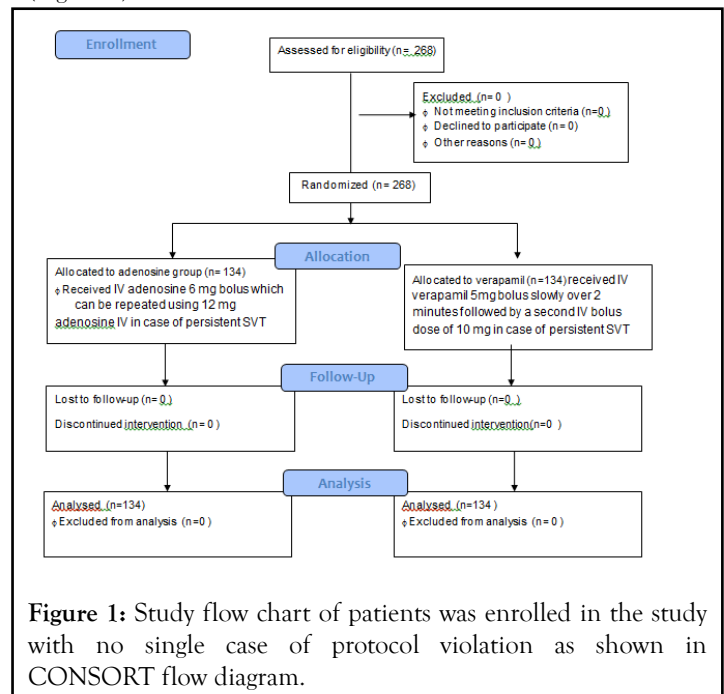 Enrollment
Assessed for eligibility (n= 268)
Excluded (n= 0 )
ϕ Not meeting inclusion criteria (n=0 )
ϕ Declined to participate (n= 0)
ϕ Other reasons (n= 0 )
Randomized (n= 268)
Allocation
Allocated to adenosine group (n= 134)
ϕ Received IV adenosine 6 mg bolus which
can be repeated using 12 mg
adenosine IV in case of persistent SVT
Allocated to verapamil (n=134) received IV
verapamil 5mg bolus slowly over 2
minutes followed by a second IV bolus
dose of 10 mg in case of persistent SVT
Follow-Up
Lost to follow-up (n= 0 )
Discontinued intervention (n= 0 )
Lost to follow-up (n=0 )
Discontinued intervention(n=0 )
Analysis
Analysed (n=134)
ϕ Excluded from analysis (n=0 )
Analysed (n=134 )
ϕ Excluded from analysis (n= 0 )
Figure 1: Study flow chart of patients was enrolled in the study
with no single case of protocol violation as shown in
CONSORT flow diagram.